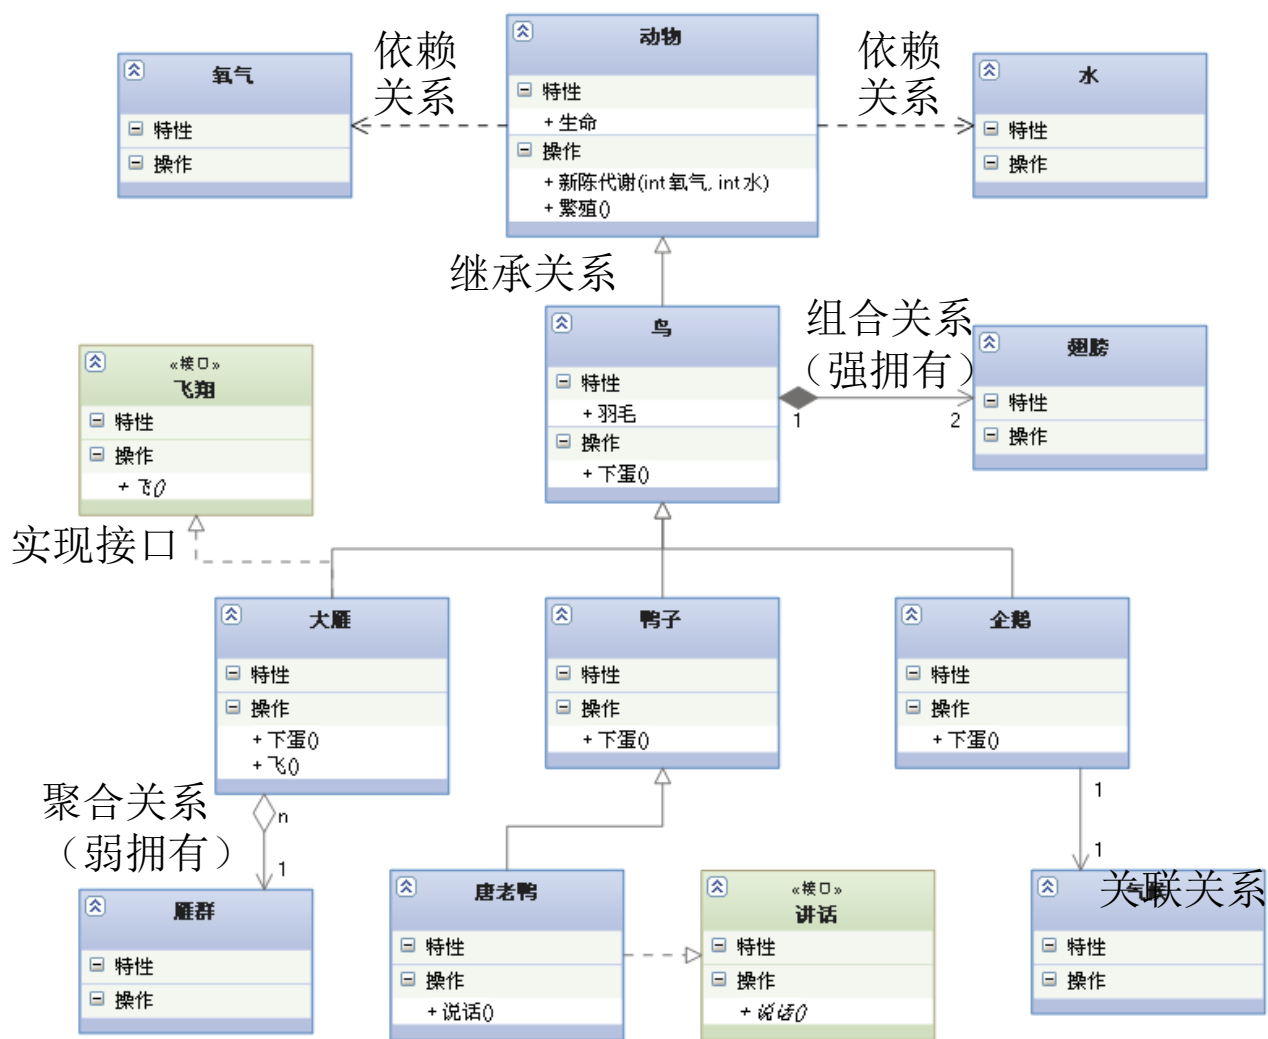 动物
特性
+ 生命
操作
+ 新陈代谢(int 氧气, int 水)
+ 繁殖()
依赖
关系
依赖
关系
氧气
特性
操作
水
特性
操作
继承关系
鸟
特性
+ 羽毛
操作
+ 下蛋()
组合关系
（强拥有）
1
2
翅膀
特性
操作
«接口»
飞翔
特性
操作
+ 飞()
实现接口
大雁
特性
操作
+ 下蛋()
+ 飞()
鸭子
特性
操作
+ 下蛋()
企鹅
特性
操作
+ 下蛋()
聚合关系
（弱拥有）
n
1
雁群
特性
操作
唐老鸭
特性
操作
+ 说话()
«接口»
讲话
特性
操作
+ 说话()
1
1
关联关系
特性
操作